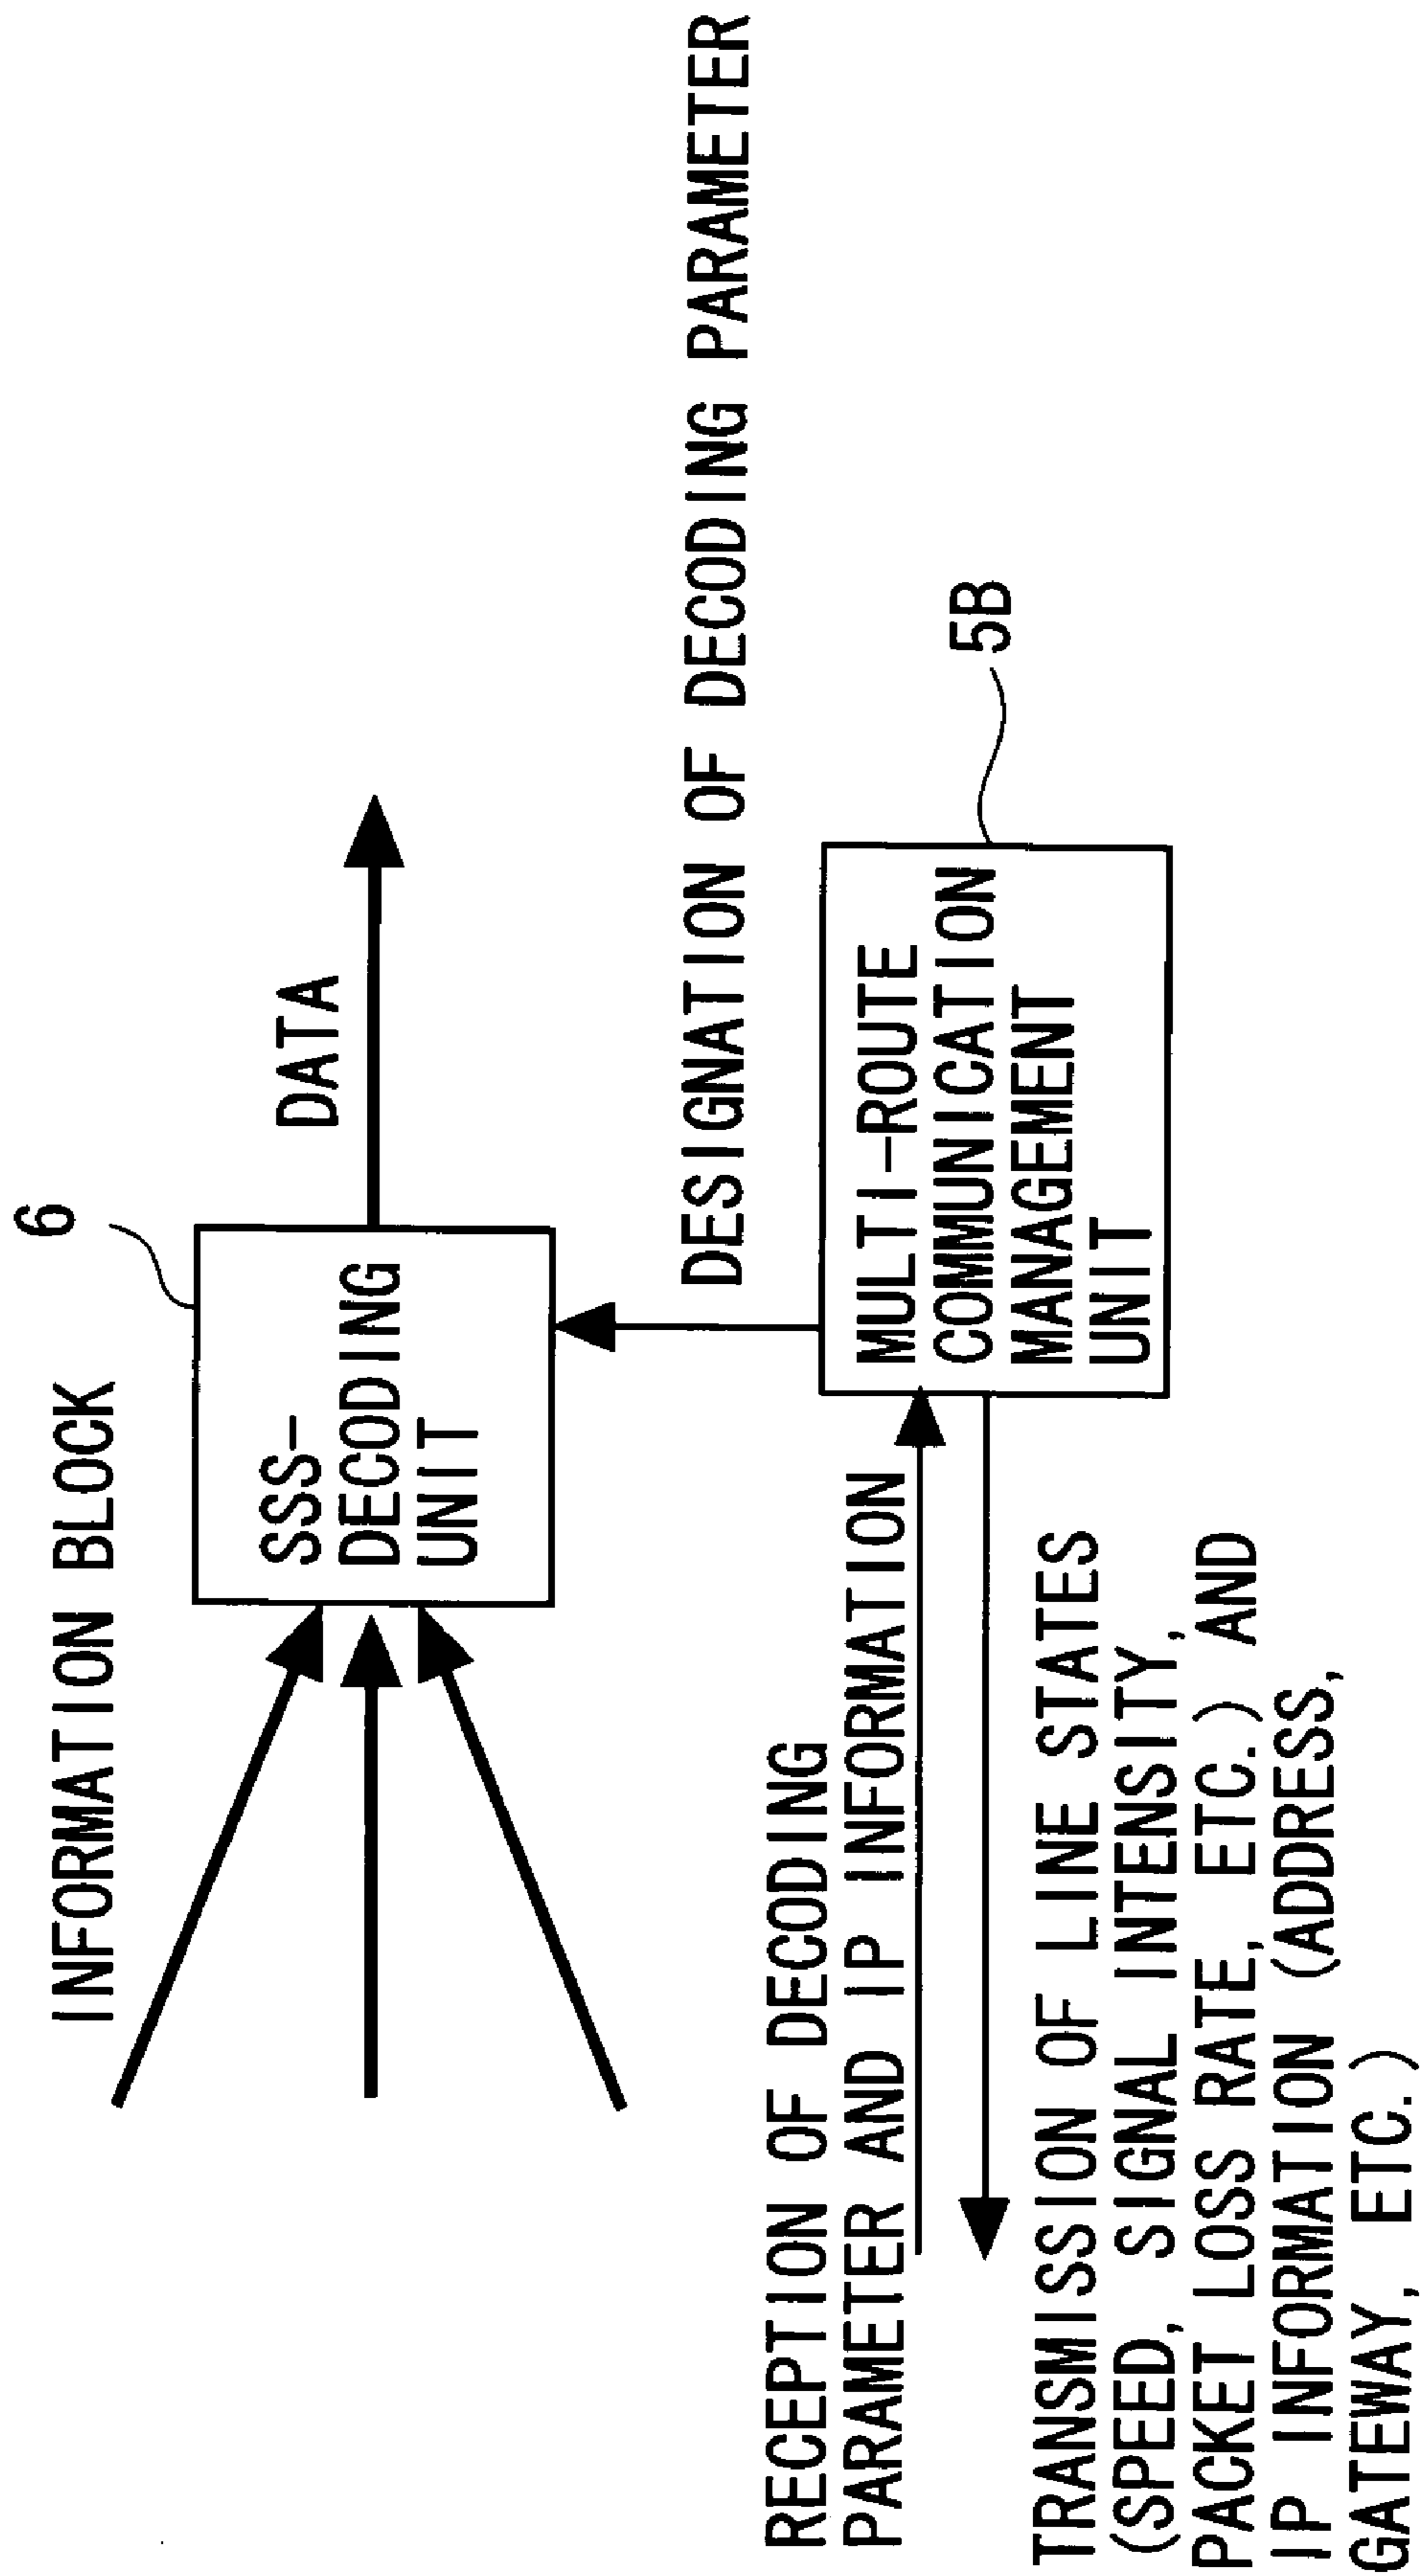 INFORMATION BLOCK
6
SSS-
DECODING
UNIT
DATA
DESIGNATION OF DECODING PARAMETER
RECEPTION OF DECODING
PARAMETER AND IP INFORMATION
MULTI-ROUTE
COMMUNICATION
MANAGEMENT
UNIT
5B
TRANSMISSION OF LINE STATES
(SPEED, SIGNAL INTENSITY,
PACKET LOSS RATE, ETC.) AND
IP INFORMATION (ADDRESS,
GATEWAY, ETC.)